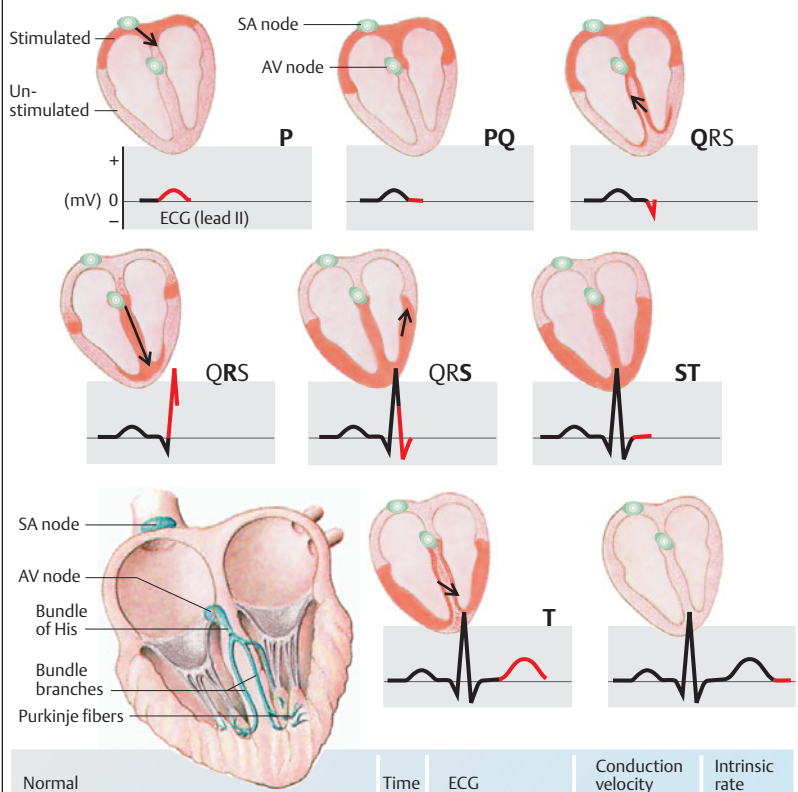 SA node
Stimulated
AV node
Un-
stimulated
P
PQ
QRS
+
(mV) 0
–
ECG (lead II)
QRS
QRS
ST
SA node
AV node
Bundle
of His
Bundle
branches
Purkinje fibers
T
Normal
Time
ECG
Conduction
velocity
Intrinsic
rate